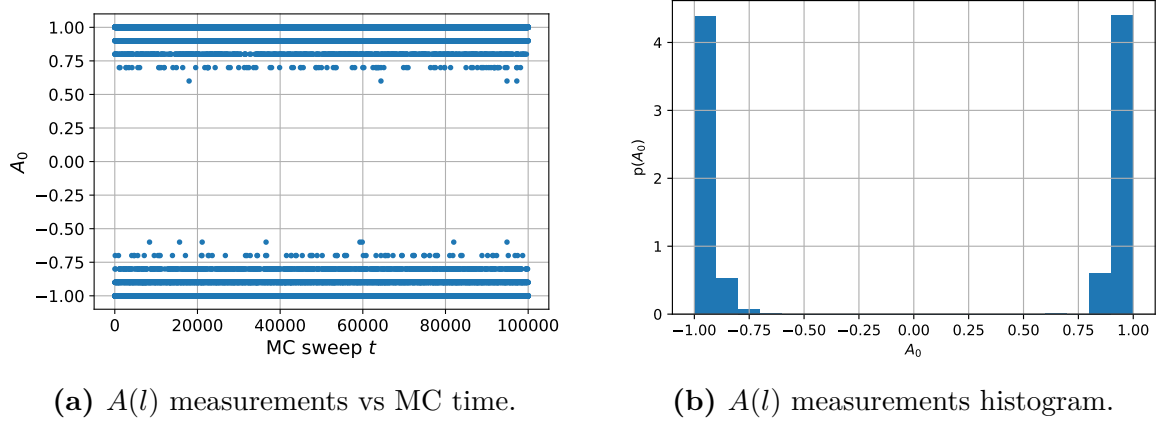 1.00
0.75
0.50
0.25
0.00
−0.25
−0.50
−0.75
−1.00
A₀
0 20000 40000 60000 80000 100000
MC sweep t
4
3
2
1
0
p(A₀)
−1.00 −0.75 −0.50 −0.25 0.00 0.25 0.50 0.75 1.00
A₀
(a) A(l) measurements vs MC time.
(b) A(l) measurements histogram.